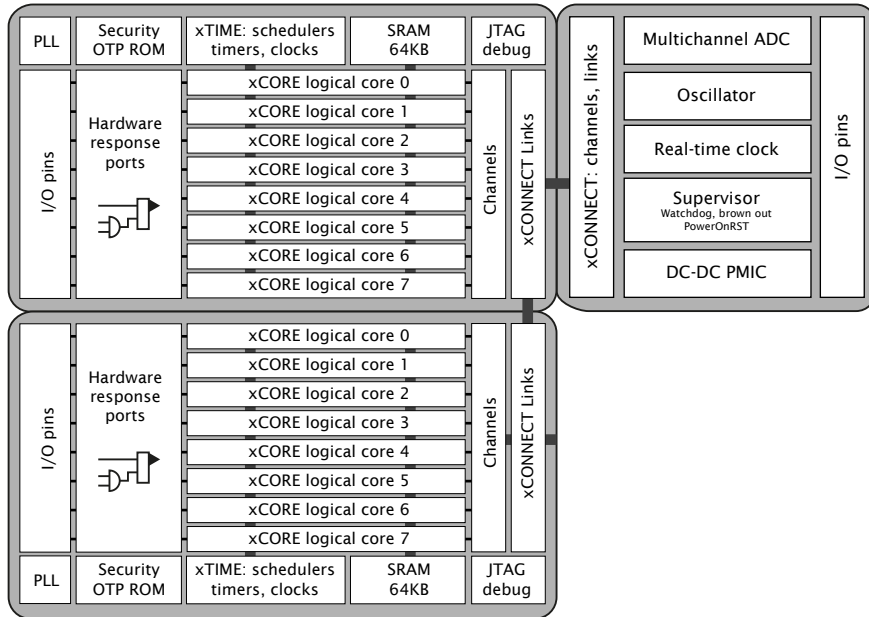 PLL
Security
OTP ROM
xTIME: schedulers
timers, clocks
SRAM
64KB
JTAG
debug
I/O pins
Hardware
response
ports
xCORE logical core 0
xCORE logical core 1
xCORE logical core 2
xCORE logical core 3
xCORE logical core 4
xCORE logical core 5
xCORE logical core 6
xCORE logical core 7
Channels
xCONNECT Links
xCONNECT: channels, links
Multichannel ADC
Oscillator
Real-time clock
Supervisor
Watchdog, brown out
PowerOnRST
DC-DC PMIC
I/O pins
I/O pins
Hardware
response
ports
xCORE logical core 0
xCORE logical core 1
xCORE logical core 2
xCORE logical core 3
xCORE logical core 4
xCORE logical core 5
xCORE logical core 6
xCORE logical core 7
Channels
xCONNECT Links
PLL
Security
OTP ROM
xTIME: schedulers
timers, clocks
SRAM
64KB
JTAG
debug